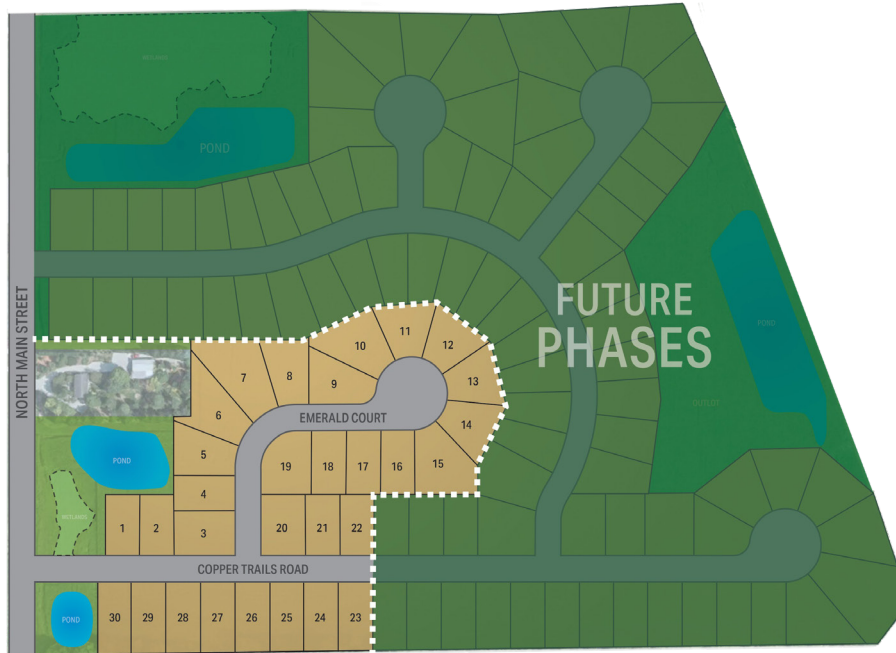 WETLANDS
POND
NORTH MAIN STREET
FUTURE
PHASES
POND
OUTLOT
11
10
12
7
8
9
13
6
EMERALD COURT
14
5
POND
19
18
17
16
15
4
WETLANDS
1
2
3
20
21
22
COPPER TRAILS ROAD
POND
30
29
28
27
26
25
24
23